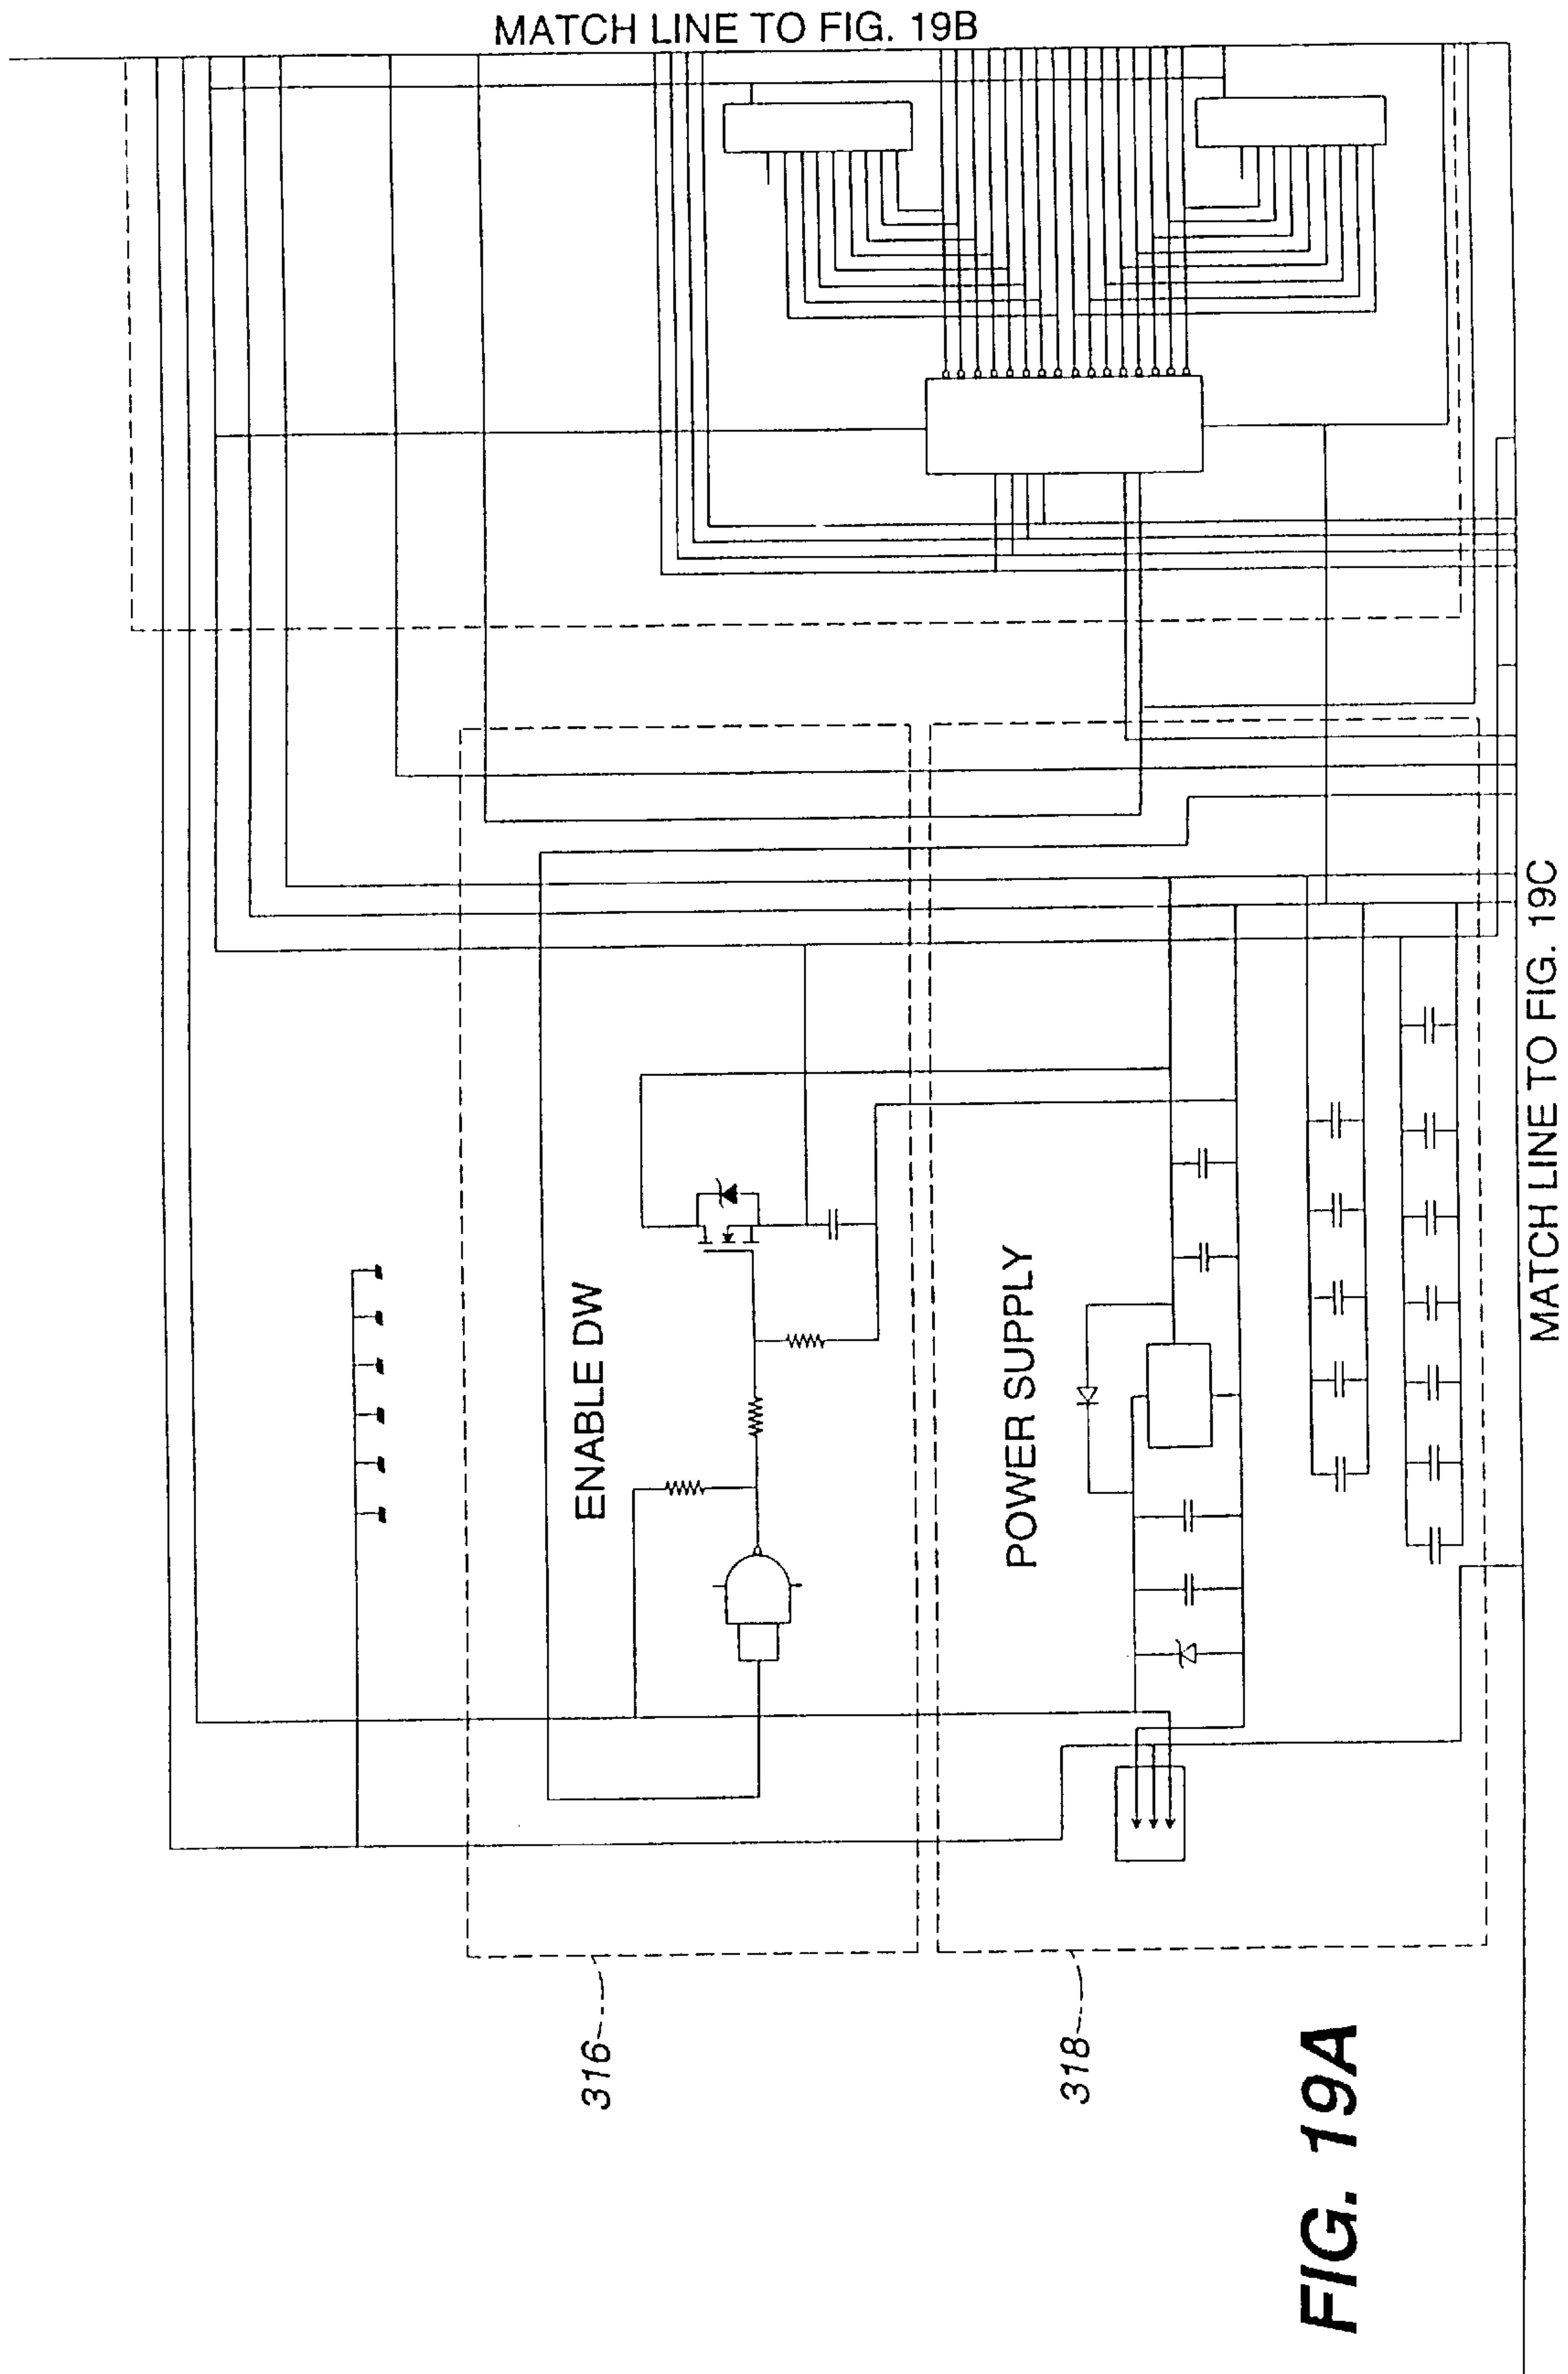 MATCH LINE TO FIG. 19B
ENABLE DW
POWER SUPPLY
316
318
MATCH LINE TO FIG. 19C
FIG. 19A